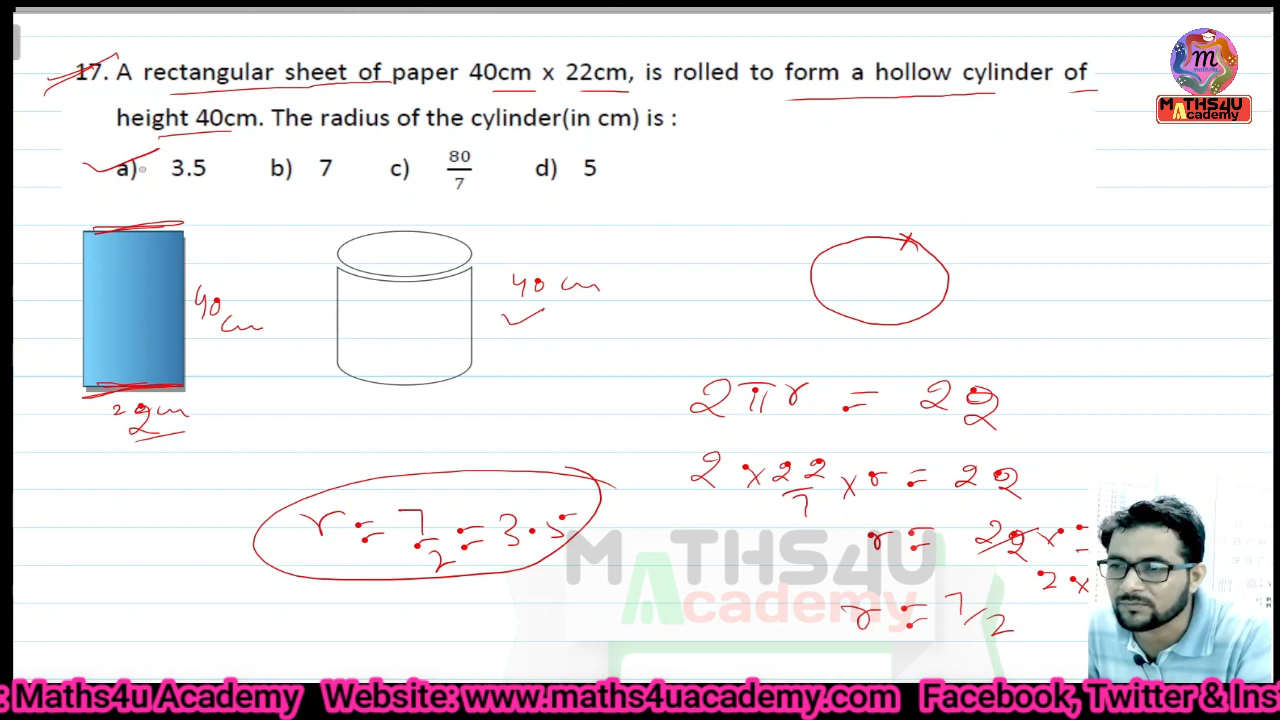 17. A rectangular sheet of paper 40cm x 22cm, is rolled to form a hollow cylinder of
height 40cm. The radius of the cylinder(in cm) is :
a) 3.5 b) 7 c) 80/7 d) 5
m
MATHS4U
Academy
40 cm
22 cm
40 cm
2πr = 22
2 × 22/7 × r = 22
r = 22 ×
2 ×
r = 7/2
r = 7/2 = 3.5
MATHS4U
academy
: Maths4u Academy Website: www.maths4uacademy.com Facebook, Twitter & Ins